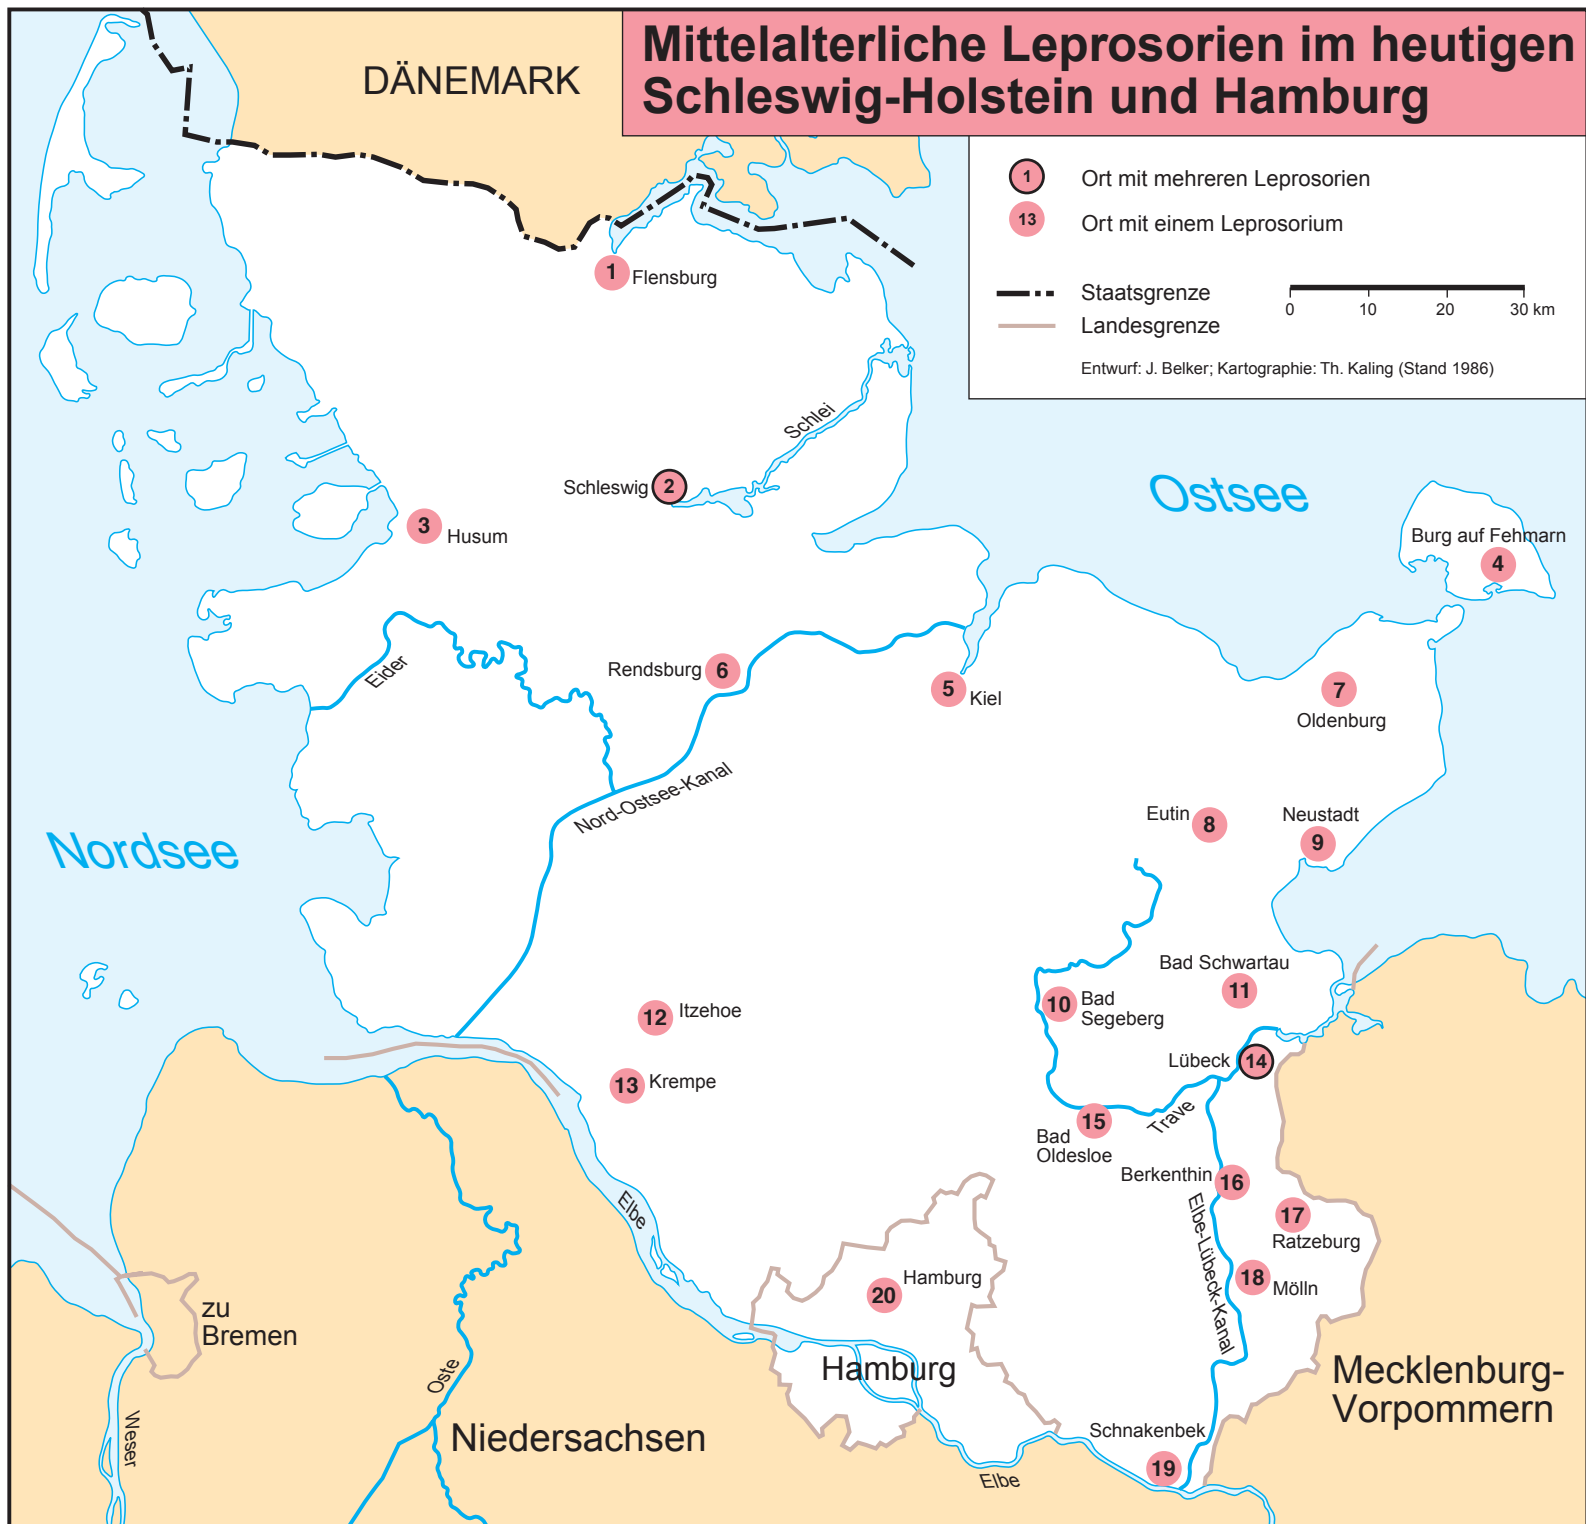 Mittelalterliche Leprosorien im heutigen
Schleswig-Holstein und Hamburg
DÄNEMARK
1
Ort mit mehreren Leprosorien
13
Ort mit einem Leprosorium
Staatsgrenze
Landesgrenze
0
10
20
30 km
Entwurf: J. Belker; Kartographie: Th. Kaling (Stand 1986)
1
Flensburg
Schlei
Schleswig
2
3
Husum
Ostsee
Burg auf Fehmarn
4
Eider
Rendsburg
6
5
Kiel
7
Oldenburg
Nord-Ostsee-Kanal
Nordsee
Eutin
8
Neustadt
9
Bad Schwartau
11
10
Bad
Segeberg
12
Itzehoe
13
Krempe
Lübeck
14
15
Bad
Oldesloe
Trave
Berkenthin
16
Elbe-Lübeck-Kanal
17
Ratzeburg
18
Mölln
Elbe
Hamburg
20
Hamburg
zu
Bremen
Oste
Weser
Niedersachsen
Mecklenburg-
Vorpommern
Schnakenbek
19
Elbe